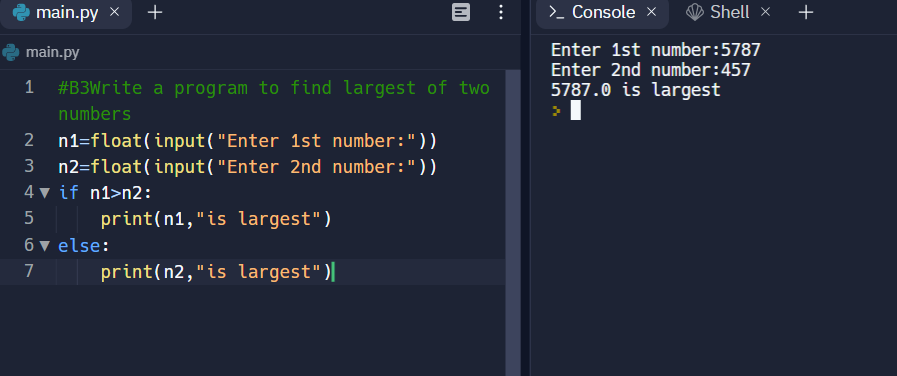 main.py × +
main.py
1 #B3Write a program to find largest of two
numbers
2 n1=float(input("Enter 1st number:"))
3 n2=float(input("Enter 2nd number:"))
4 if n1>n2:
5 print(n1,"is largest")
6 else:
7 print(n2,"is largest")
>_ Console × Shell × +
Enter 1st number:5787
Enter 2nd number:457
5787.0 is largest
>